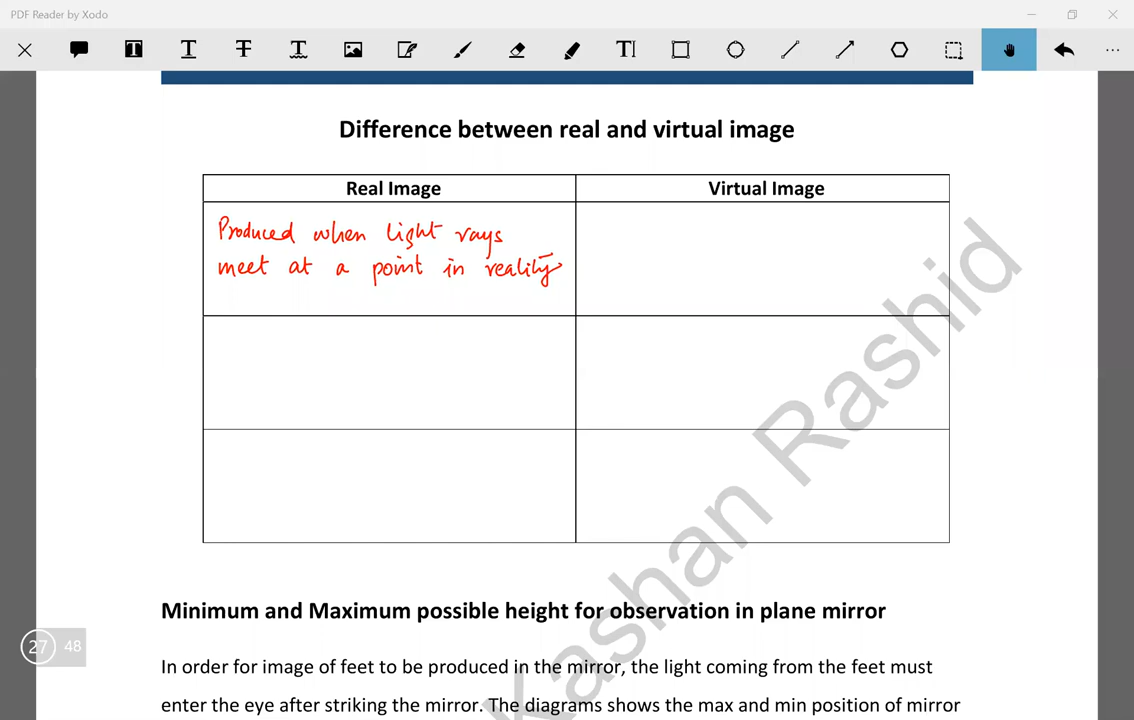 PDF Reader by Xodo
Difference between real and virtual image
Real Image
Virtual Image
Produced when light rays
meet at a point in reality
Minimum and Maximum possible height for observation in plane mirror
27 48
In order for image of feet to be produced in the mirror, the light coming from the feet must
enter the eye after striking the mirror. The diagrams shows the max and min position of mirror
Kashan Rashid